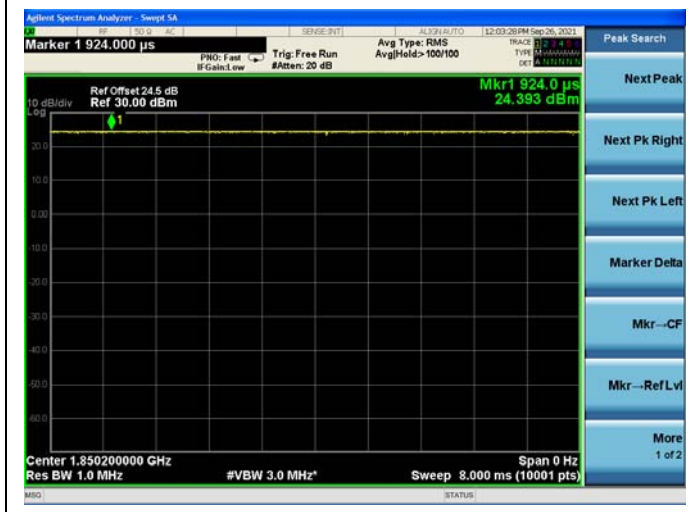 Agilent Spectrum Analyzer - Swept SA
RF 50 Ω AC SENSE:INT ALIGN AUTO 12:03:28 PM Sep 26, 2021
Marker 1 924.000 µs
PNO: Fast
IFGain:Low
Trig: Free Run
#Atten: 20 dB
Avg Type: RMS
Avg|Hold:>100/100
TRACE 1 2 3 4 5 6
TYPE
DET A N N N N N
Peak Search
Ref Offset 24.5 dB
10 dB/div Ref 30.00 dBm
Log
Mkr1 924.0 µs
24.393 dBm
1
20.0
10.0
0.00
-10.0
-20.0
-30.0
-40.0
-50.0
-60.0
Next Peak
Next Pk Right
Next Pk Left
Marker Delta
Mkr→CF
Mkr→RefLvl
More
1 of 2
Center 1.850200000 GHz Span 0 Hz
Res BW 1.0 MHz #VBW 3.0 MHz* Sweep 8.000 ms (10001 pts)
MSG STATUS